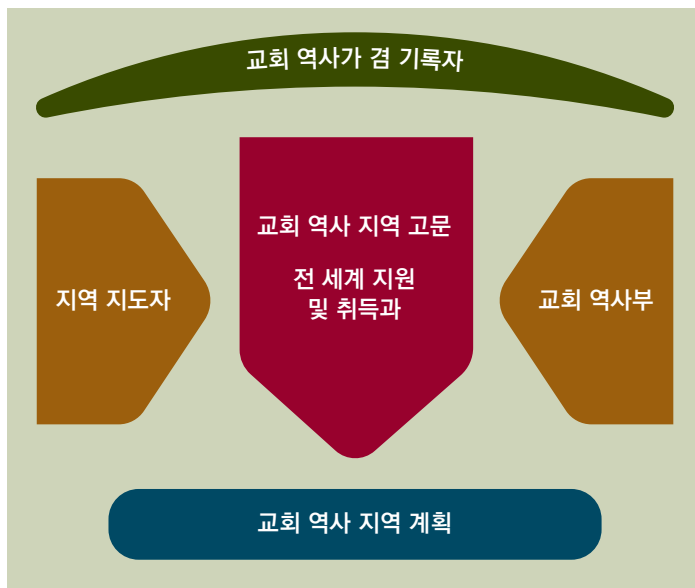 교회 역사가 겸 기록자
교회 역사 지역 고문
전 세계 지원
및 취득과
지역 지도자
교회 역사부
교회 역사 지역 계획